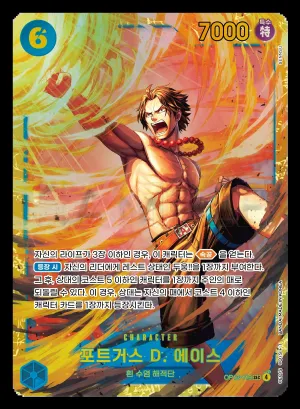 6
7000
특수
特
자신의 라이프가 3장 이하인 경우, 이 캐릭터는 속공 을 얻는다.
등장 시 자신의 리더에게 레스트 상태인 두웅!!을 1장까지 부여한다.
그 후, 상대의 코스트 5 이하인 캐릭터를 1장까지 주인의 패로
되돌릴 수 있다. 이 경우, 상대는 자신의 패에서 코스트 4 이하인
캐릭터 카드를 1장까지 등장시킨다.
CHARACTER
포트거스 D. 에이스
흰 수염 해적단